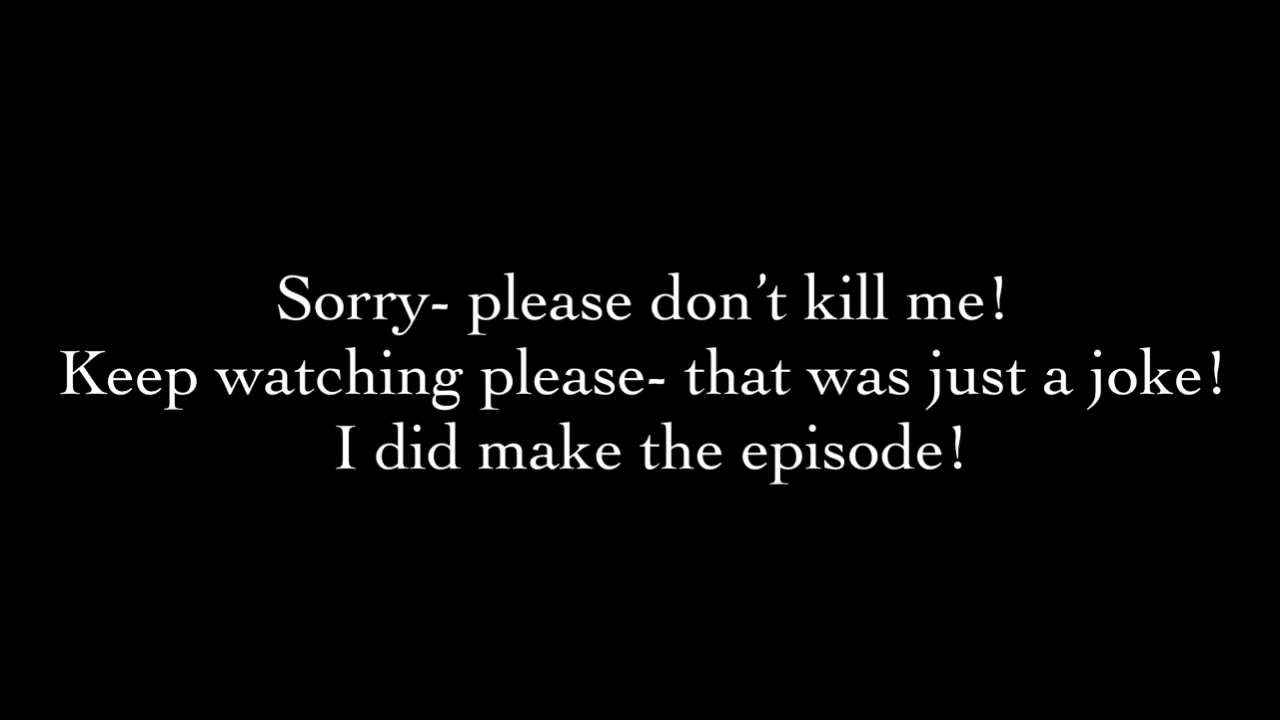 Sorry- please don’t kill me!
Keep watching please- that was just a joke!
I did make the episode!